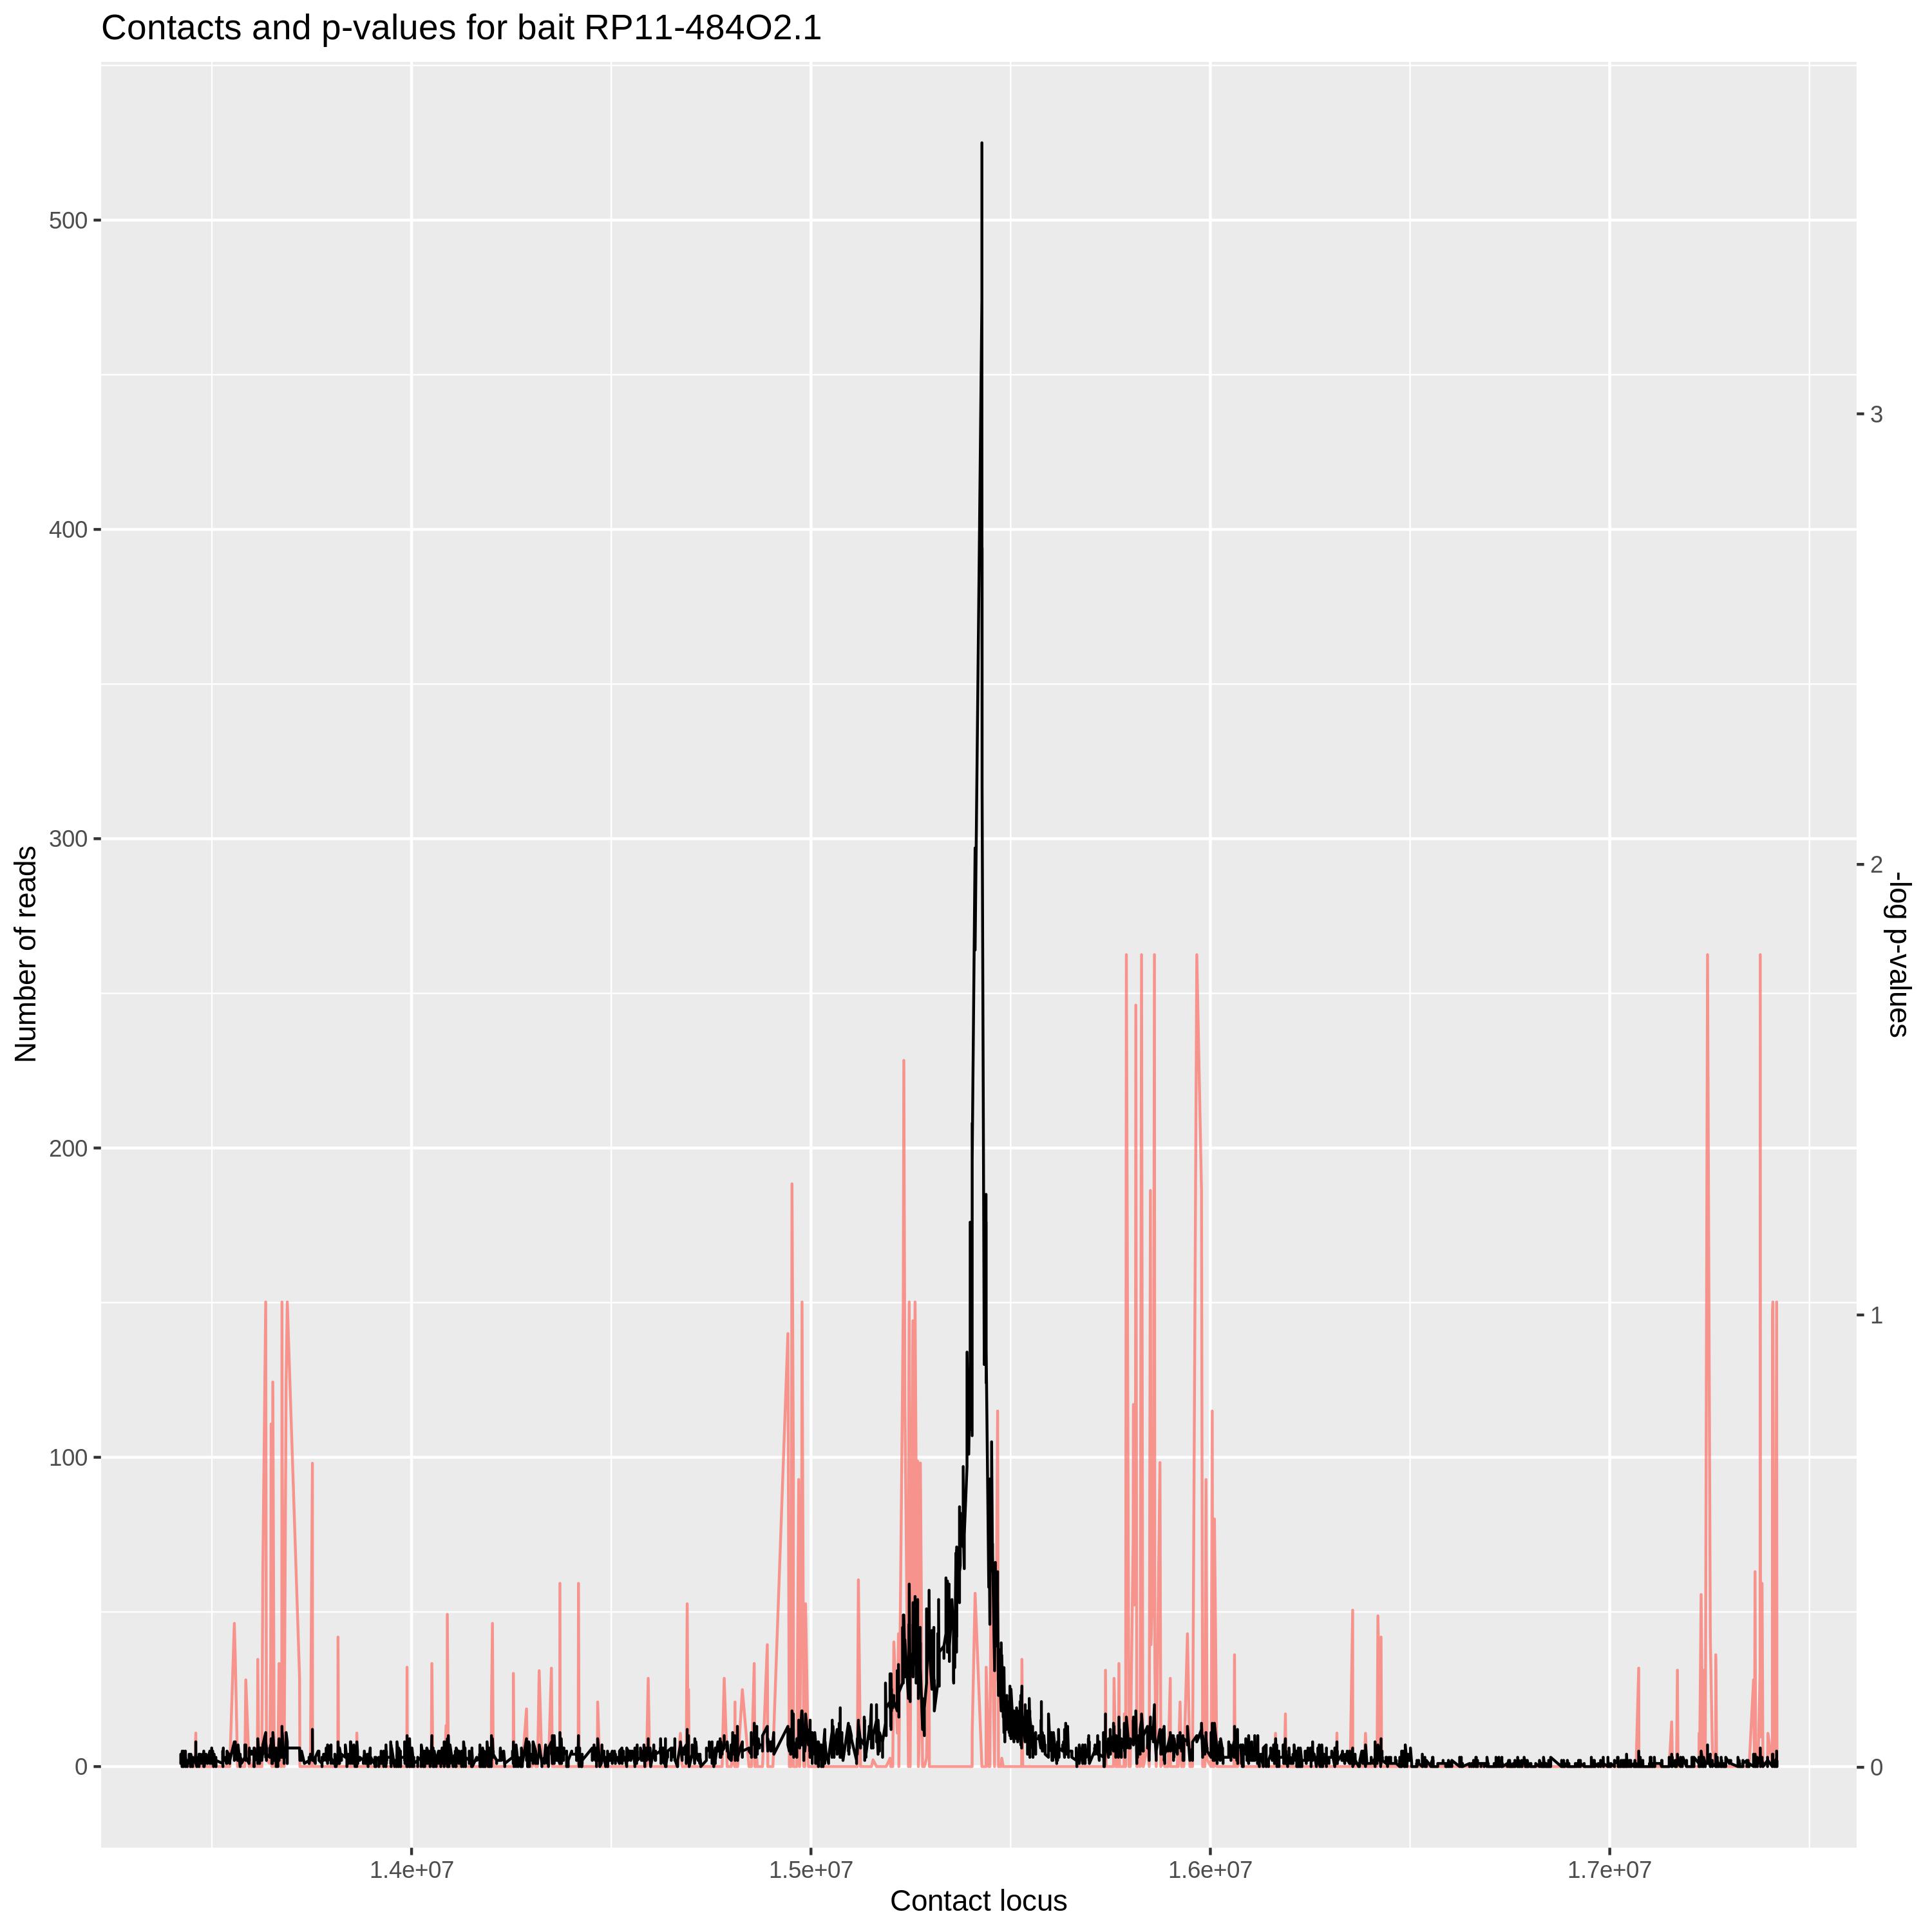 Contacts and p-values for bait RP11-484O2.1
500
400
300
200
100
0
Number of reads
3
2
1
0
-log p-values
1.4e+07
1.5e+07
1.6e+07
1.7e+07
Contact locus